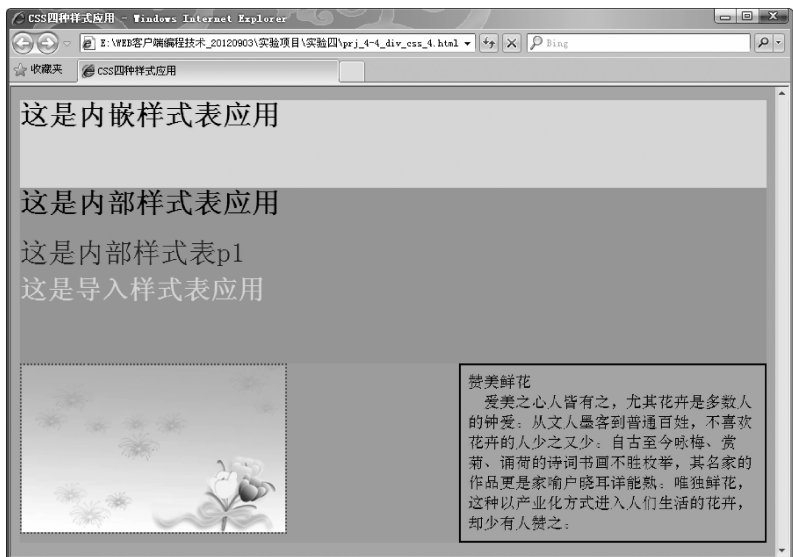 CSS四种样式应用 - Windows Internet Explorer
E:\WEB客户端编程技术_20120903\实验项目\实验四\prj_4-4_div_css_4.html
Bing
收藏夹
CSS四种样式应用
这是内嵌样式表应用
这是内部样式表应用
这是内部样式表p1
这是导入样式表应用
赞美鲜花
爱美之心人皆有之，尤其花卉是多数人
的钟爱；从文人墨客到普通百姓，不喜欢
花卉的人少之又少；自古至今咏梅、赏
菊、诵荷的诗词书画不胜枚举，其名家的
作品更是家喻户晓耳详能熟；唯独鲜花，
这种以产业化方式进入人们生活的花卉，
却少有人赞之；